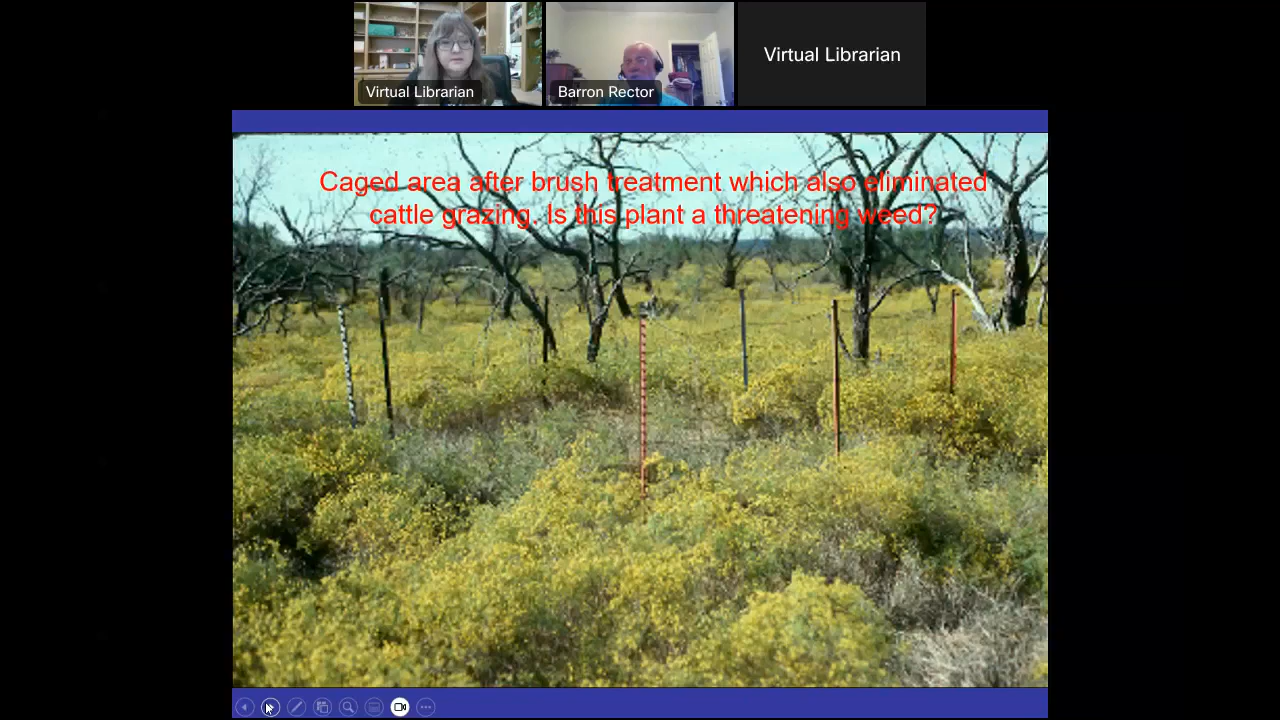 Virtual Librarian
Barron Rector
Virtual Librarian
Caged area after brush treatment which also eliminated
cattle grazing. Is this plant a threatening weed?